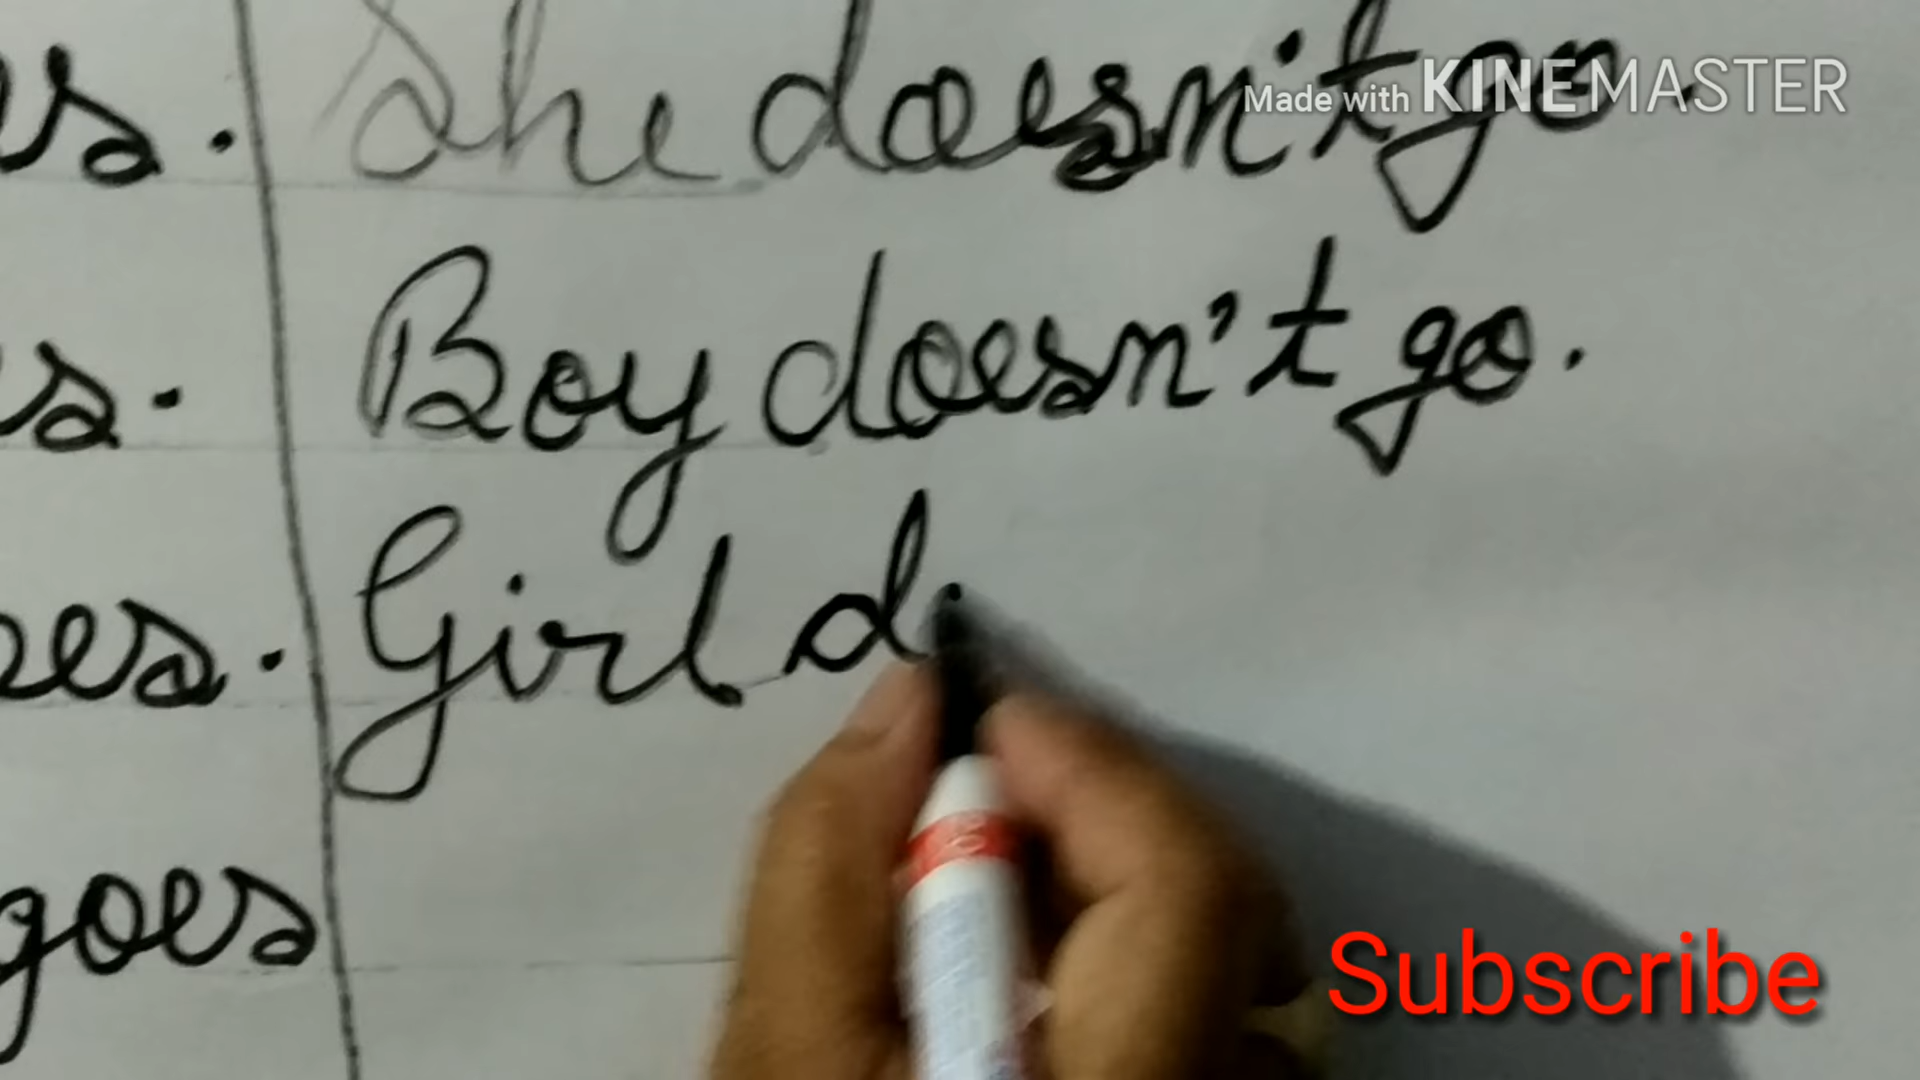 She doesn't go.
Made with KINEMASTER
Boy doesn't go.
Girl d
goes
Subscribe